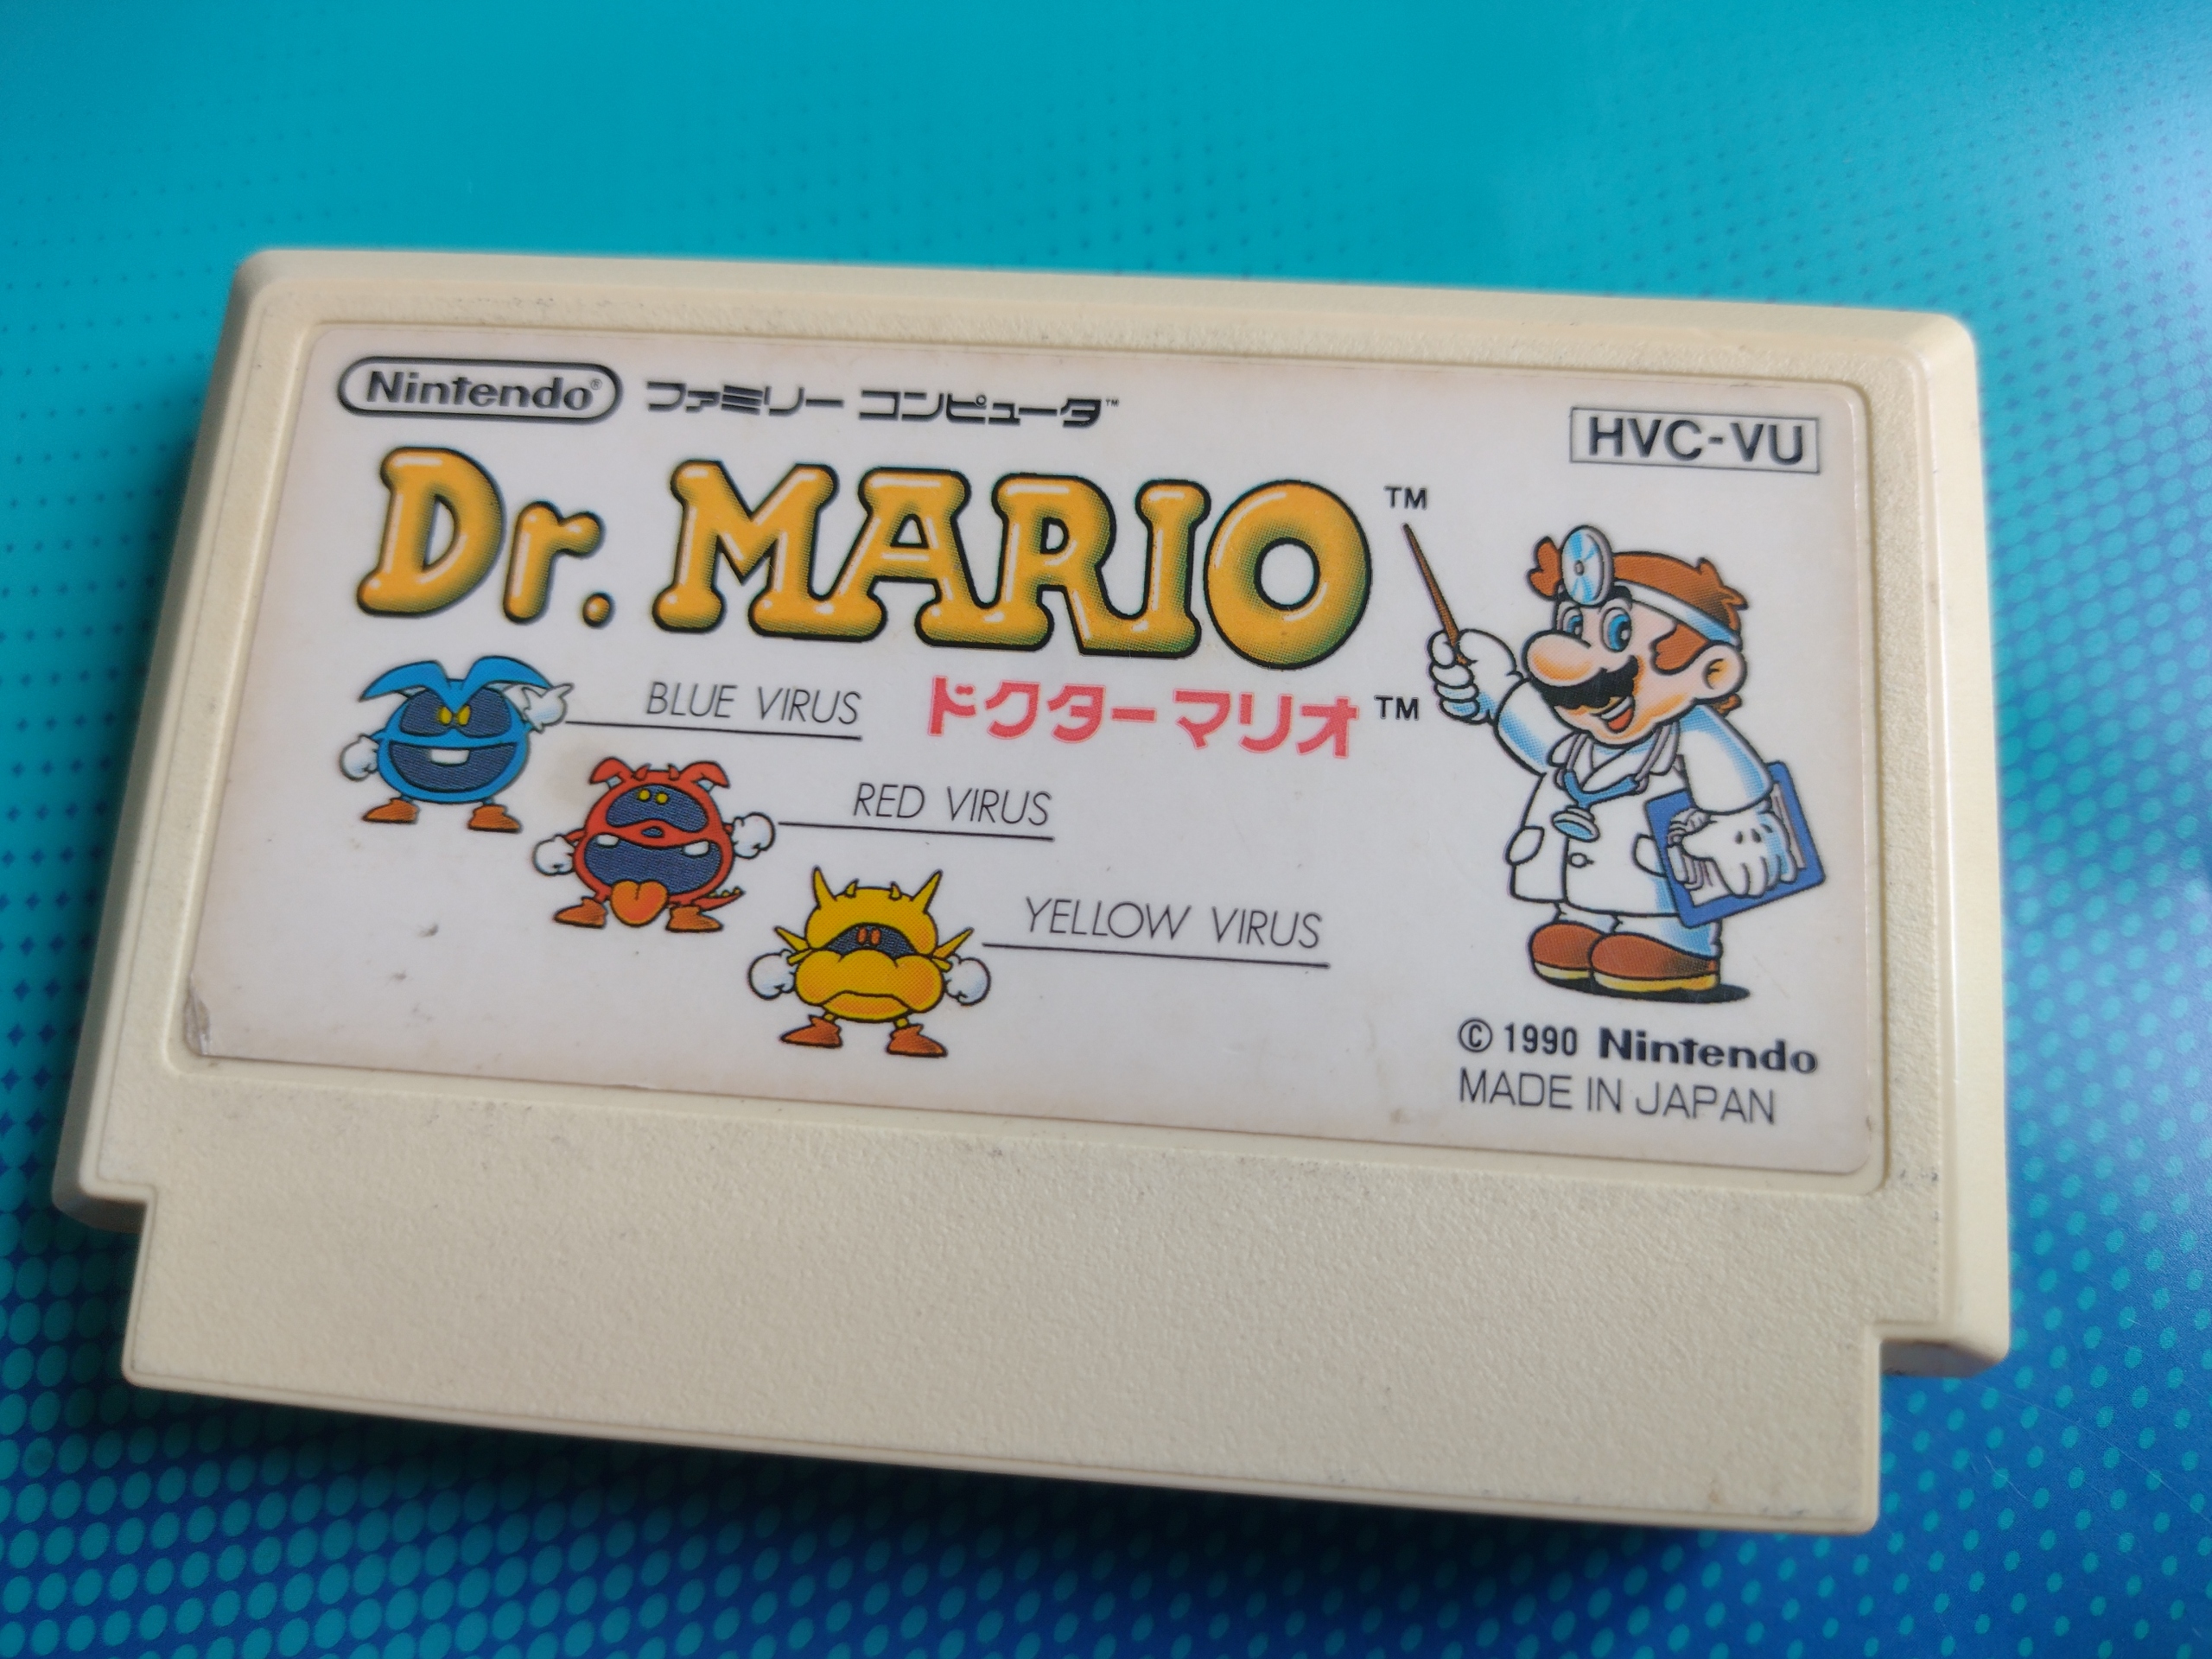 Nintendo® ファミリー コンピュータ™
HVC-VU
Dr. MARIO™
ドクターマリオ™
BLUE VIRUS
RED VIRUS
YELLOW VIRUS
© 1990 Nintendo
MADE IN JAPAN